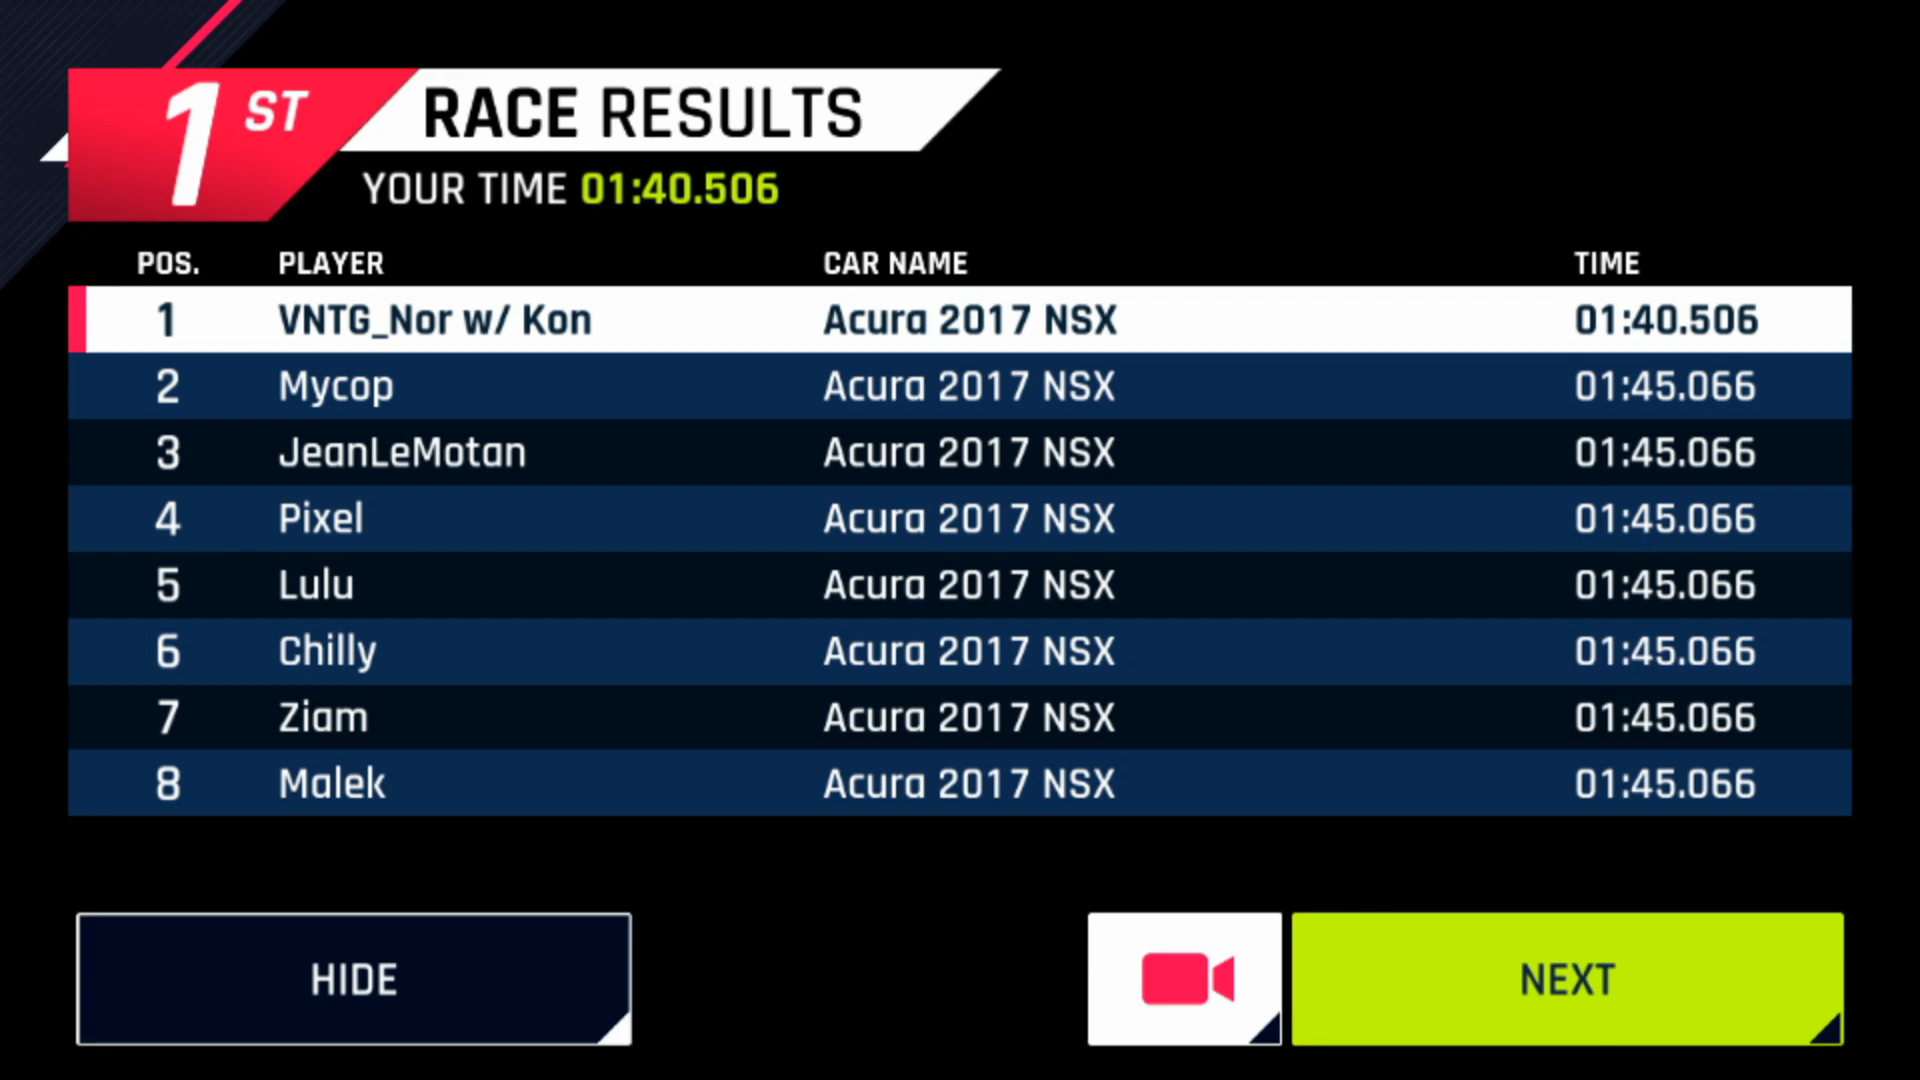 1ST
RACE RESULTS
YOUR TIME 01:40.506
POS. PLAYER CAR NAME TIME
1 VNTG_Nor w/ Kon Acura 2017 NSX 01:40.506
2 Mycop Acura 2017 NSX 01:45.066
3 JeanLeMotan Acura 2017 NSX 01:45.066
4 Pixel Acura 2017 NSX 01:45.066
5 Lulu Acura 2017 NSX 01:45.066
6 Chilly Acura 2017 NSX 01:45.066
7 Ziam Acura 2017 NSX 01:45.066
8 Malek Acura 2017 NSX 01:45.066
HIDE NEXT